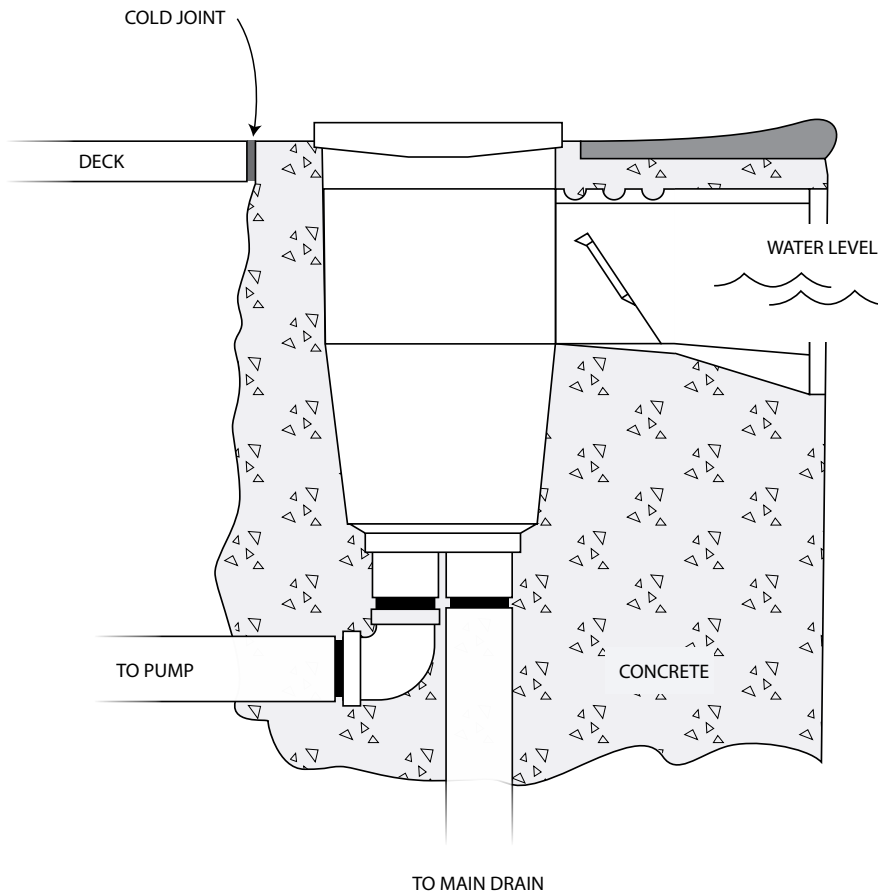 COLD JOINT
DECK
WATER LEVEL
TO PUMP
CONCRETE
TO MAIN DRAIN